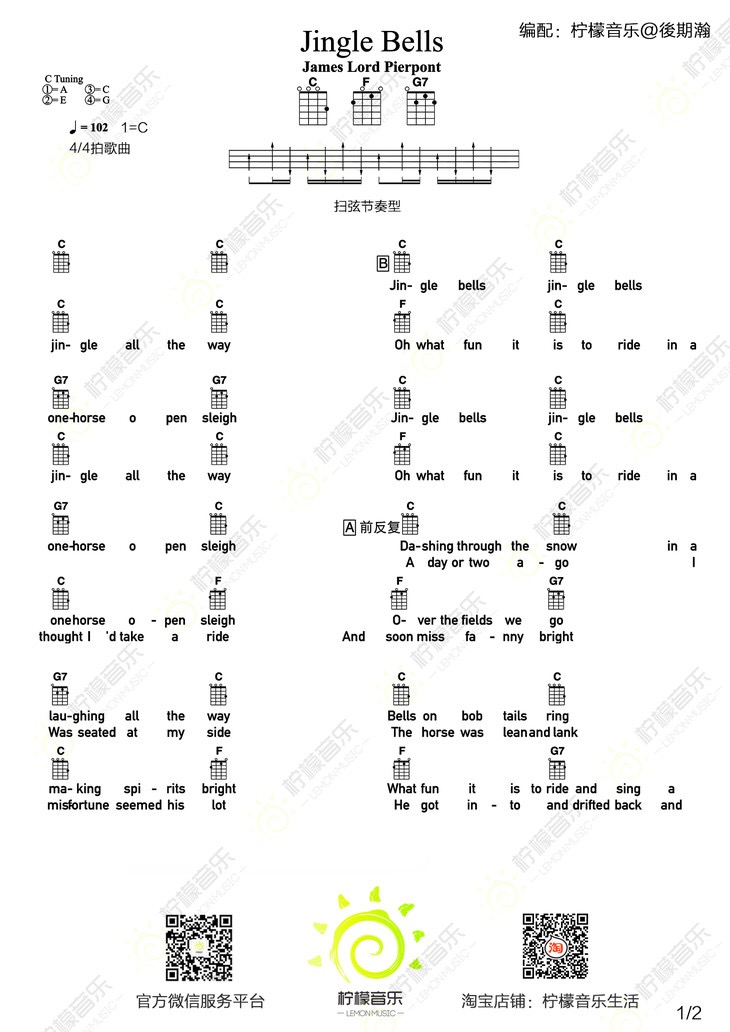 编配：柠檬音乐@後期瀚
Jingle Bells
James Lord Pierpont
C Tuning
①= A ③= C
②= E ④= G
C F G7
♩= 102 1=C
4/4拍歌曲
扫弦节奏型
C C B C C
Jin- gle bells jin- gle bells
C C F C
jin- gle all the way Oh what fun it is to ride in a
G7 G7 C C
one-horse o pen sleigh Jin- gle bells jin- gle bells
C C F C
jin- gle all the way Oh what fun it is to ride in a
G7 C A 前反复 C C
one-horse o pen sleigh Da-shing through the snow in a
A day or two a- go I
C F F G7
onehorse o- pen sleigh O- ver the fields we go
thought I 'd take a ride And soon miss fa- nny bright
G7 C C C
lau-ghing all the way Bells on bob tails ring
Was seated at my side The horse was lean and lank
C F F G7
ma- king spi- rits bright What fun it is to ride and sing a
misfortune seemed his lot He got in- to and drifted back and
官方微信服务平台
柠檬音乐
—LEMON MUSIC—
淘宝店铺：柠檬音乐生活
淘
1/2